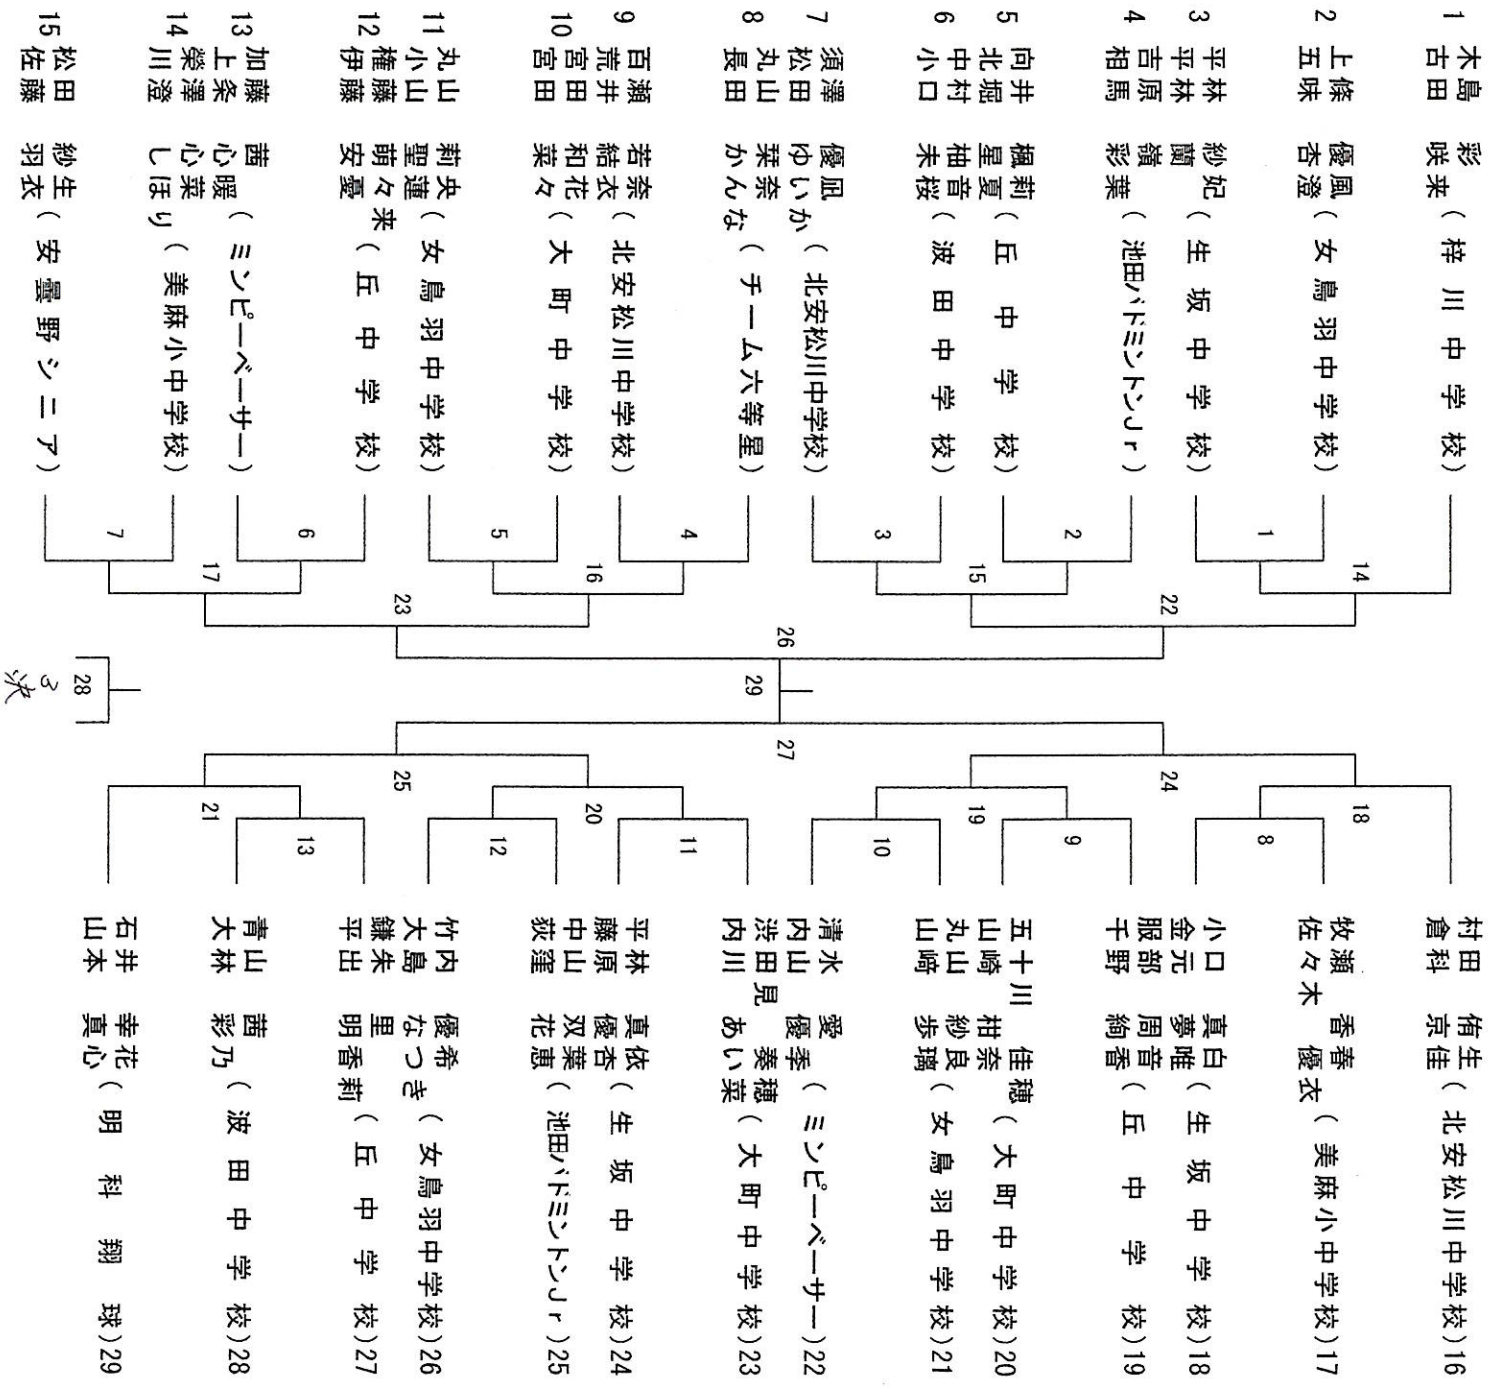 1 木島 彩
古田 咲来 (梓川中学校)
2 上條 優風
五味 杏澄 (女鳥羽中学校)
3 平林 紗妃
平林 蘭 (生坂中学校)
4 吉原 嶺
相馬 彩葉 (池田バドミントンJr)
5 向井 楓莉
北堀 星夏 (丘中学校)
6 中村 柚音
小口 未桜 (波田中学校)
7 須澤 優凪
松田 ゆいか (北安松川中学校)
8 丸山 栞奈
長田 かんな (チーム六等星)
9 百瀬 若奈
荒井 結衣 (北安松川中学校)
10 宮田 和花
宮田 菜々 (大町中学校)
11 丸山 莉央
小山 聖蓮 (女鳥羽中学校)
12 権藤 萌々来
伊藤 安憂 (丘中学校)
13 加藤 茜
上条 心暖 (ミンピーベーサー)
14 榮澤 心菜
川澄 しほり (美麻小中学校)
15 松田 紗生
佐藤 羽衣 (安曇野シニア)
1
2
3
4
5
6
7
14
15
16
17
22
23
26
29
28
3決
27
24
25
18
19
20
21
8
9
10
11
12
13
村田 侑生
倉科 京佳 (北安松川中学校)16
牧瀬 香春
佐々木 優衣 (美麻小中学校)17
小口 真白
金元 夢唯 (生坂中学校)18
服部 周音
千野 絢香 (丘中学校)19
五十川 佳穂
山崎 柑奈 (大町中学校)20
丸山 紗良
山﨑 歩璃 (女鳥羽中学校)21
清水 愛
内山 優季 (ミンピーベーサー)22
渋田見 奏穂
内川 あい菜 (大町中学校)23
平林 真依
藤原 優杏 (生坂中学校)24
中山 双葉
荻窪 花恵 (池田バドミントンJr)25
竹内 優希
大島 なつき (女鳥羽中学校)26
鎌朱 里
平出 明香莉 (丘中学校)27
青山 茜
大林 彩乃 (波田中学校)28
石井 幸花
山本 真心 (明科翔球)29